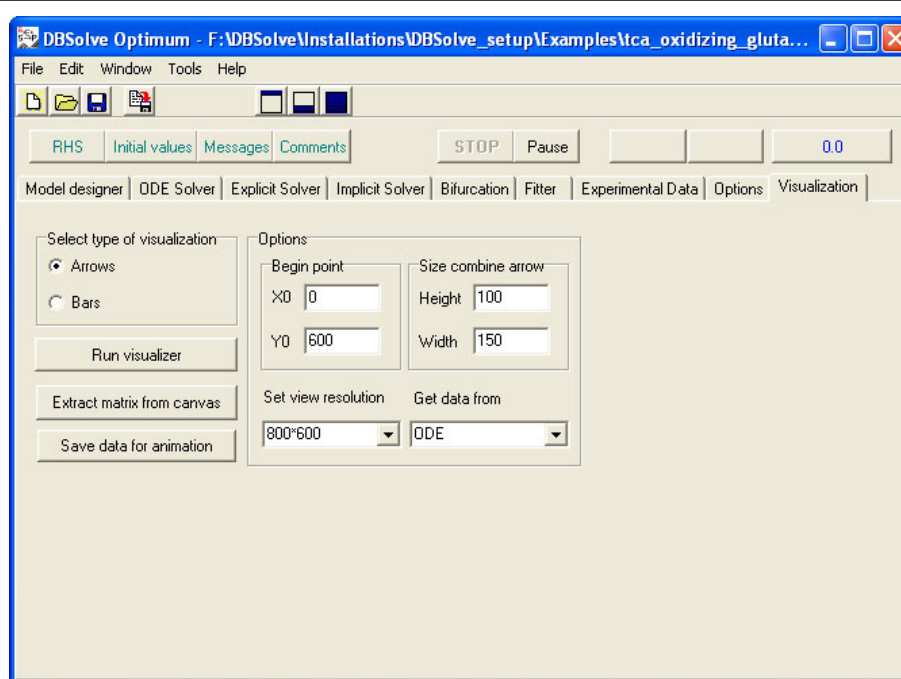 DBSolve Optimum - F:\DBSolve\Installations\DBSolve_setup\Examples\tca_oxidizing_gluta...
File Edit Window Tools Help
RHS Initial values Messages Comments STOP Pause 0.0
Model designer ODE Solver Explicit Solver Implicit Solver Bifurcation Fitter Experimental Data Options Visualization
Select type of visualization
Arrows
Bars
Run visualizer
Extract matrix from canvas
Save data for animation
Options
Begin point
X0 0
Y0 600
Size combine arrow
Height 100
Width 150
Set view resolution
800*600
Get data from
ODE